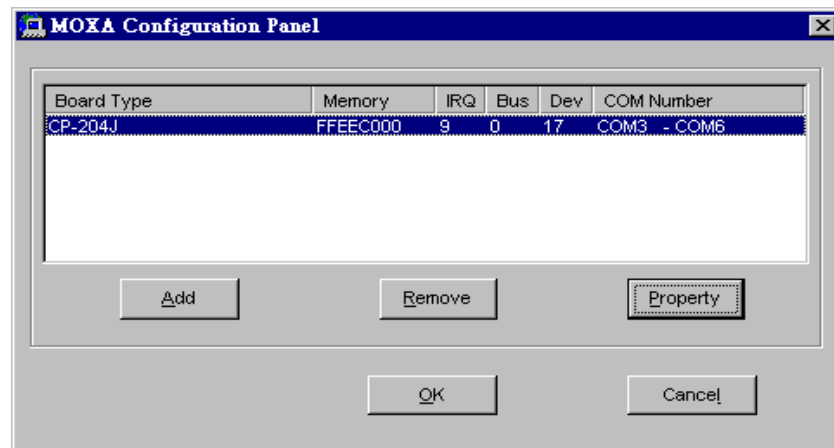 MOXA Configuration Panel
Board Type Memory IRQ Bus Dev COM Number
CP-204J FFEEC000 9 0 17 COM3 - COM6
Add Remove Property
OK Cancel